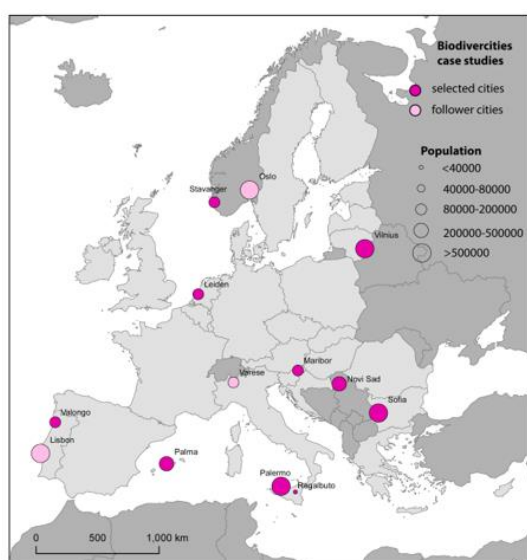 Biodivercities
case studies
selected cities
follower cities
Population
<40000
40000-80000
80000-200000
200000-500000
>500000
Oslo
Stavanger
Vilnius
Leiden
Maribor
Varese
Novi Sad
Sofia
Valongo
Lisbon
Palma
Palermo
Regalbuto
0 500 1,000 km